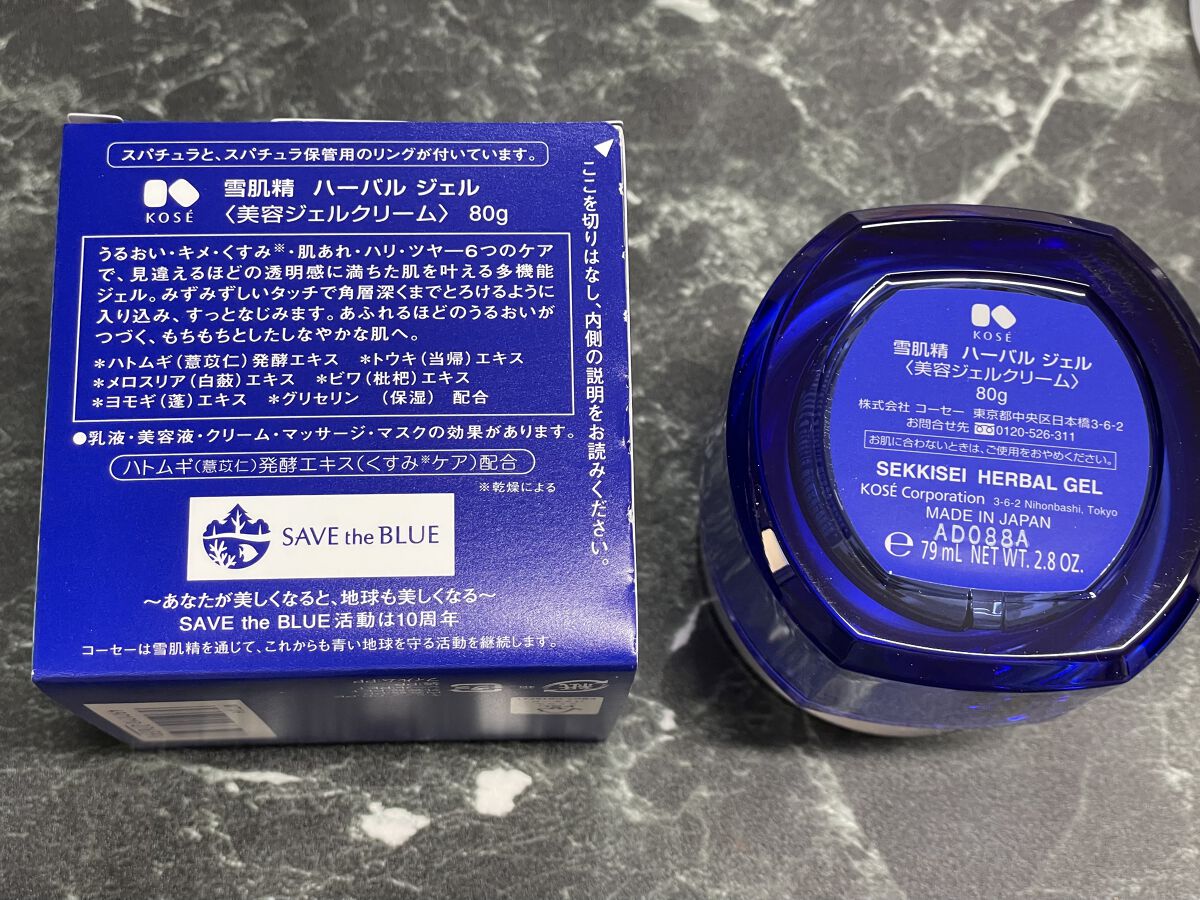 スパチュラと、スパチュラ保管用のリングが付いています。
KOSÉ
雪肌精 ハーバル ジェル
〈美容ジェルクリーム〉 80g
うるおい・キメ・くすみ※・肌あれ・ハリ・ツヤ―6つのケア
で、見違えるほどの透明感に満ちた肌を叶える多機能
ジェル。みずみずしいタッチで角層深くまでとろけるように
入り込み、すっとなじみます。あふれるほどのうるおいが
つづく、もちもちとしたしなやかな肌へ。
*ハトムギ(薏苡仁)発酵エキス *トウキ(当帰)エキス
*メロスリア(白蘞)エキス *ビワ(枇杷)エキス
*ヨモギ(蓬)エキス *グリセリン (保湿) 配合
●乳液・美容液・クリーム・マッサージ・マスクの効果があります。
ハトムギ(薏苡仁)発酵エキス(くすみ※ケア)配合
※乾燥による
SAVE the BLUE
〜あなたが美しくなると、地球も美しくなる〜
SAVE the BLUE活動は10周年
コーセーは雪肌精を通じて、これからも青い地球を守る活動を継続します。
ここを切りはなし、内側の説明をお読みください。
KOSÉ
雪肌精 ハーバル ジェル
〈美容ジェルクリーム〉
80g
株式会社 コーセー 東京都中央区日本橋3-6-2
お問合せ先 0120-526-311
お肌に合わないときは、ご使用をおやめください。
SEKKISEI HERBAL GEL
KOSÉ Corporation 3-6-2 Nihonbashi, Tokyo
MADE IN JAPAN
AD088A
℮ 79 mL NET WT. 2.8 OZ.